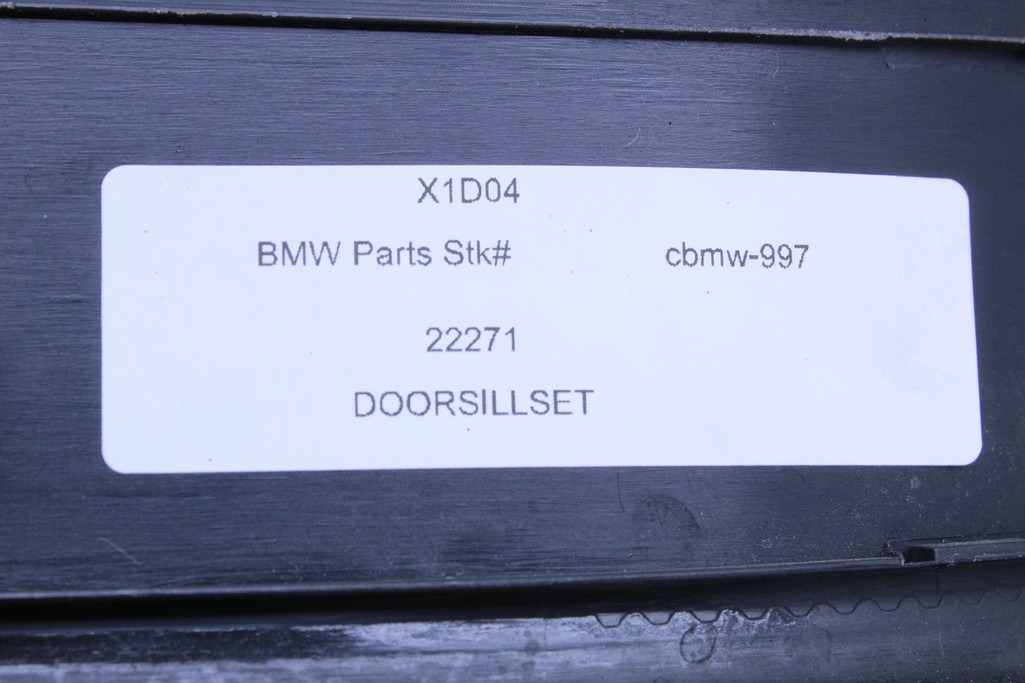 X1D04
BMW Parts Stk# cbmw-997
22271
DOORSILLSET